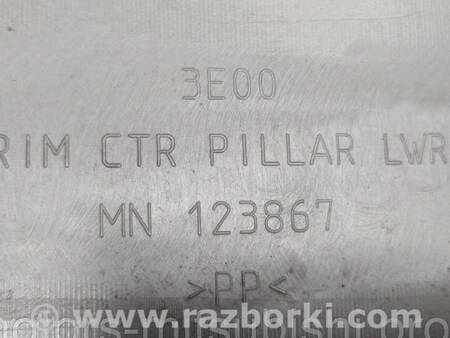 3E00
RIM CTR PILLAR LWR
MN 123867
>PP<
www.razborki.com